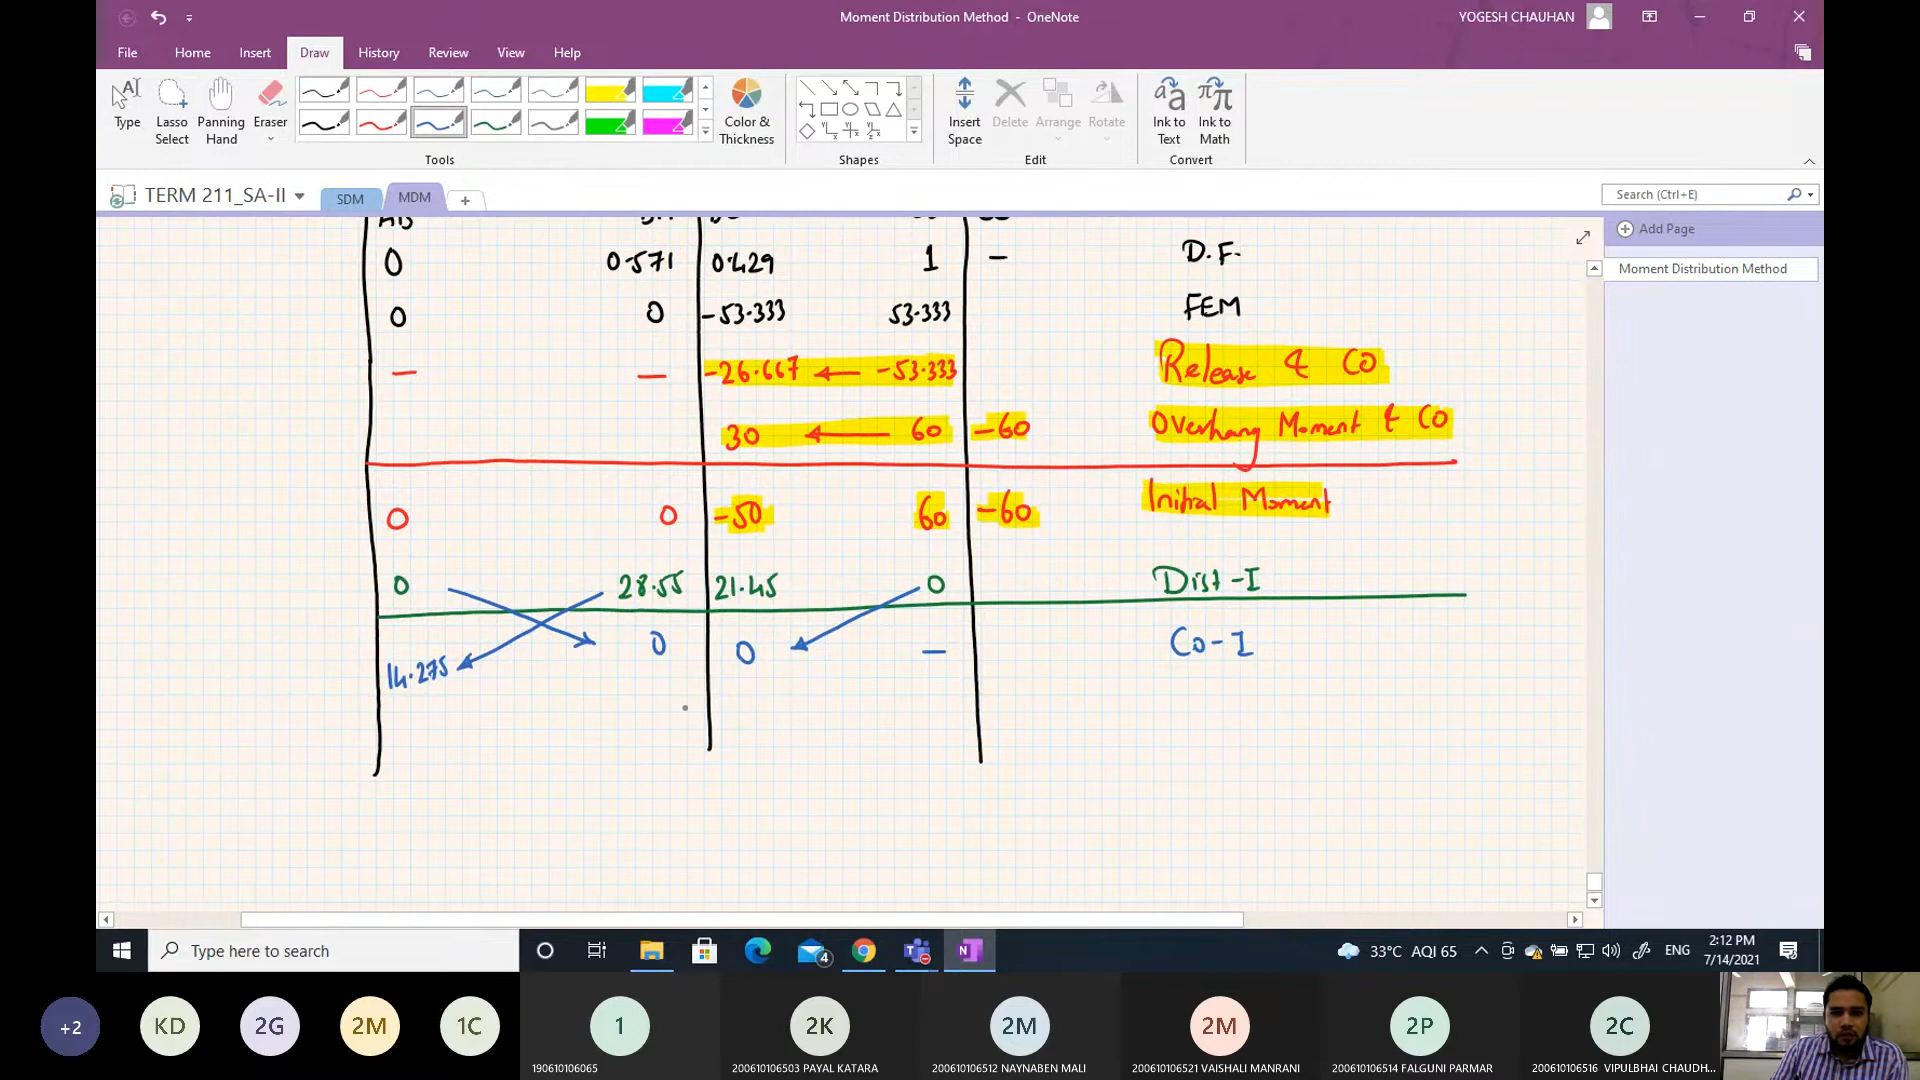 Moment Distribution Method - OneNote
YOGESH CHAUHAN
File Home Insert Draw History Review View Help
Type
Lasso Select
Panning Hand
Eraser
Color & Thickness
Insert Space
Delete
Arrange
Rotate
Ink to Text
Ink to Math
Tools
Shapes
Edit
Convert
TERM 211_SA-II SDM MDM
Search (Ctrl+E)
Add Page
Moment Distribution Method
AB
0 0.571 0.429 1 - D.F.
0 0 -53.333 53.333 FEM
- - -26.667 ← -53.333 Release & CO
30 ← 60 -60 Overhang Moment & CO
0 0 -50 60 -60 Initial Moment
0 28.55 21.45 0 Dist-I
14.275 0 0 - Co-I
Type here to search
4
33°C AQI 65
ENG
2:12 PM
7/14/2021
+2 KD 2G 2M 1C 1 2K 2M 2M 2P 2C
190610106065
200610106503 PAYAL KATARA
200610106512 NAYNABEN MALI
200610106521 VAISHALI MANRANI
200610106514 FALGUNI PARMAR
200610106516 VIPULBHAI CHAUDH...